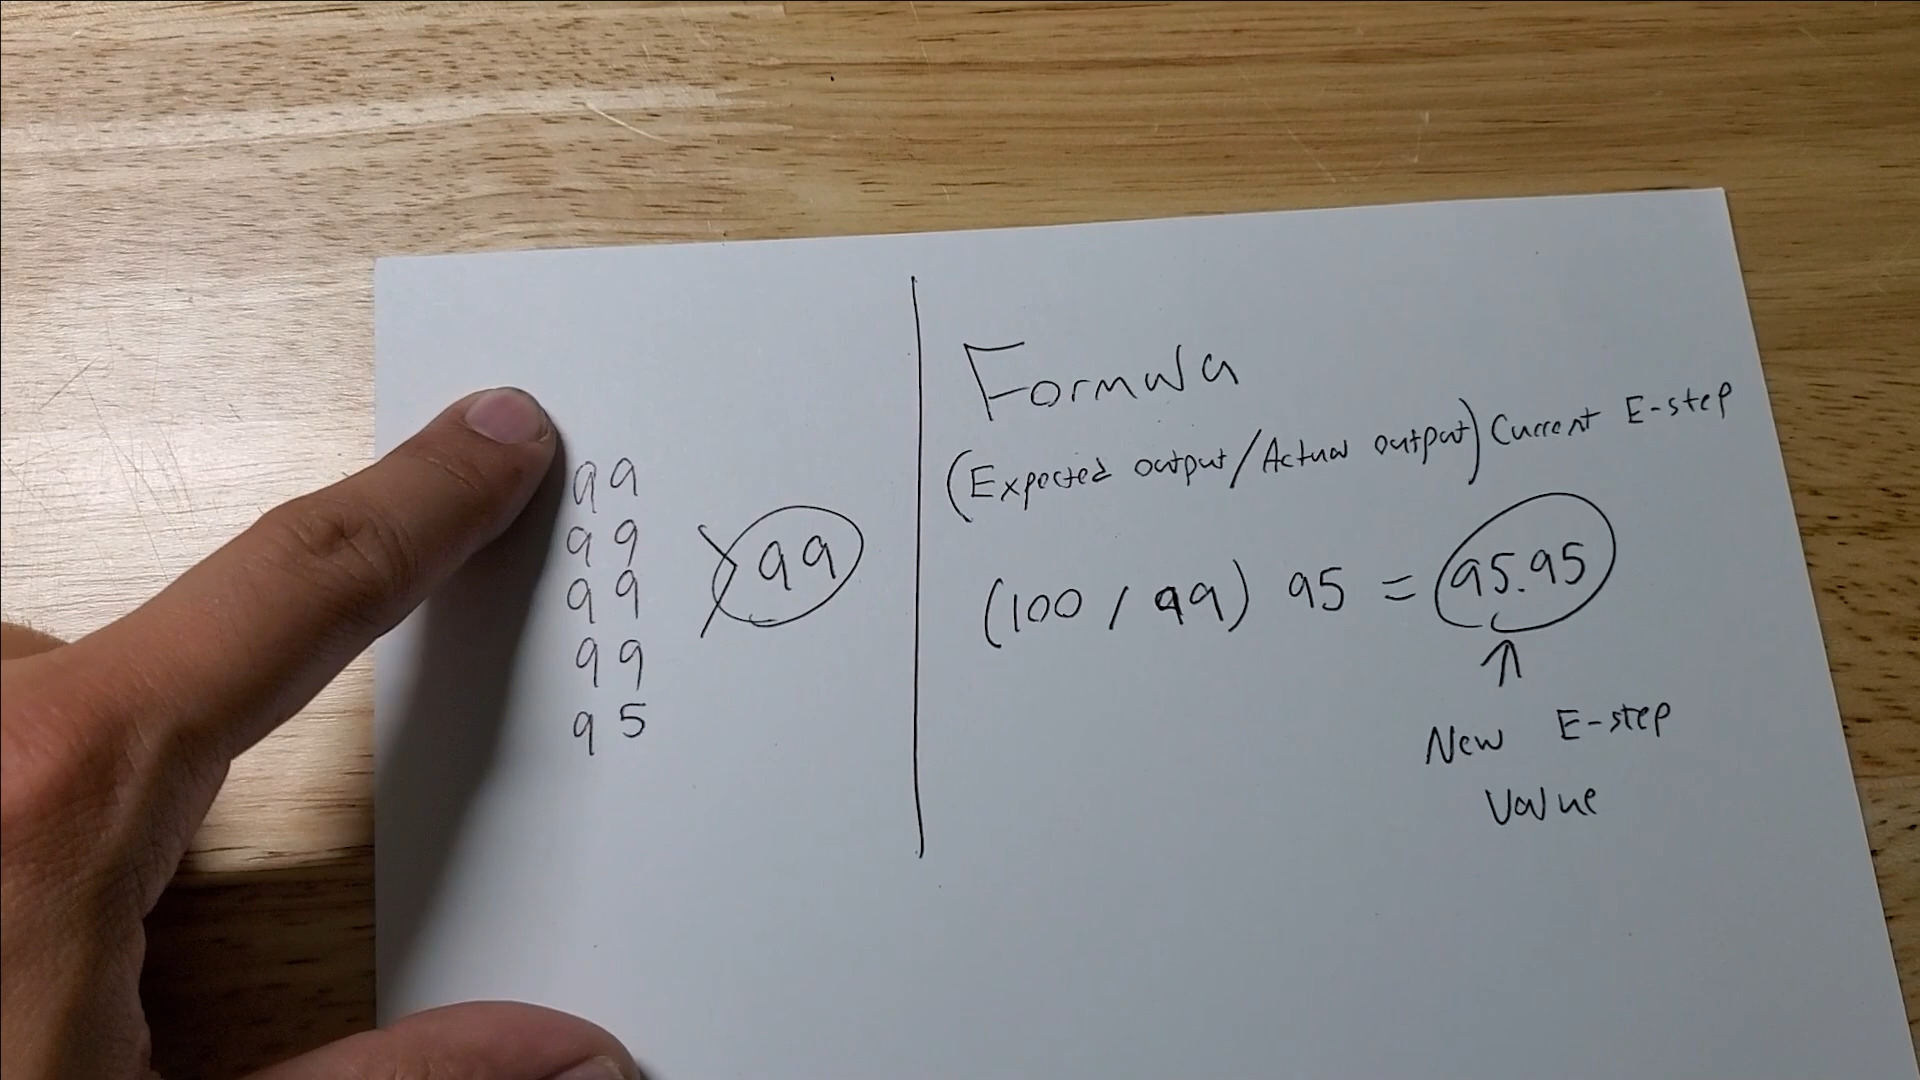 99
99
99
99
95
99
Formula
(Expected output/Actual output) Current E-step
(100 / 99) 95 = 95.95
New E-step
Value